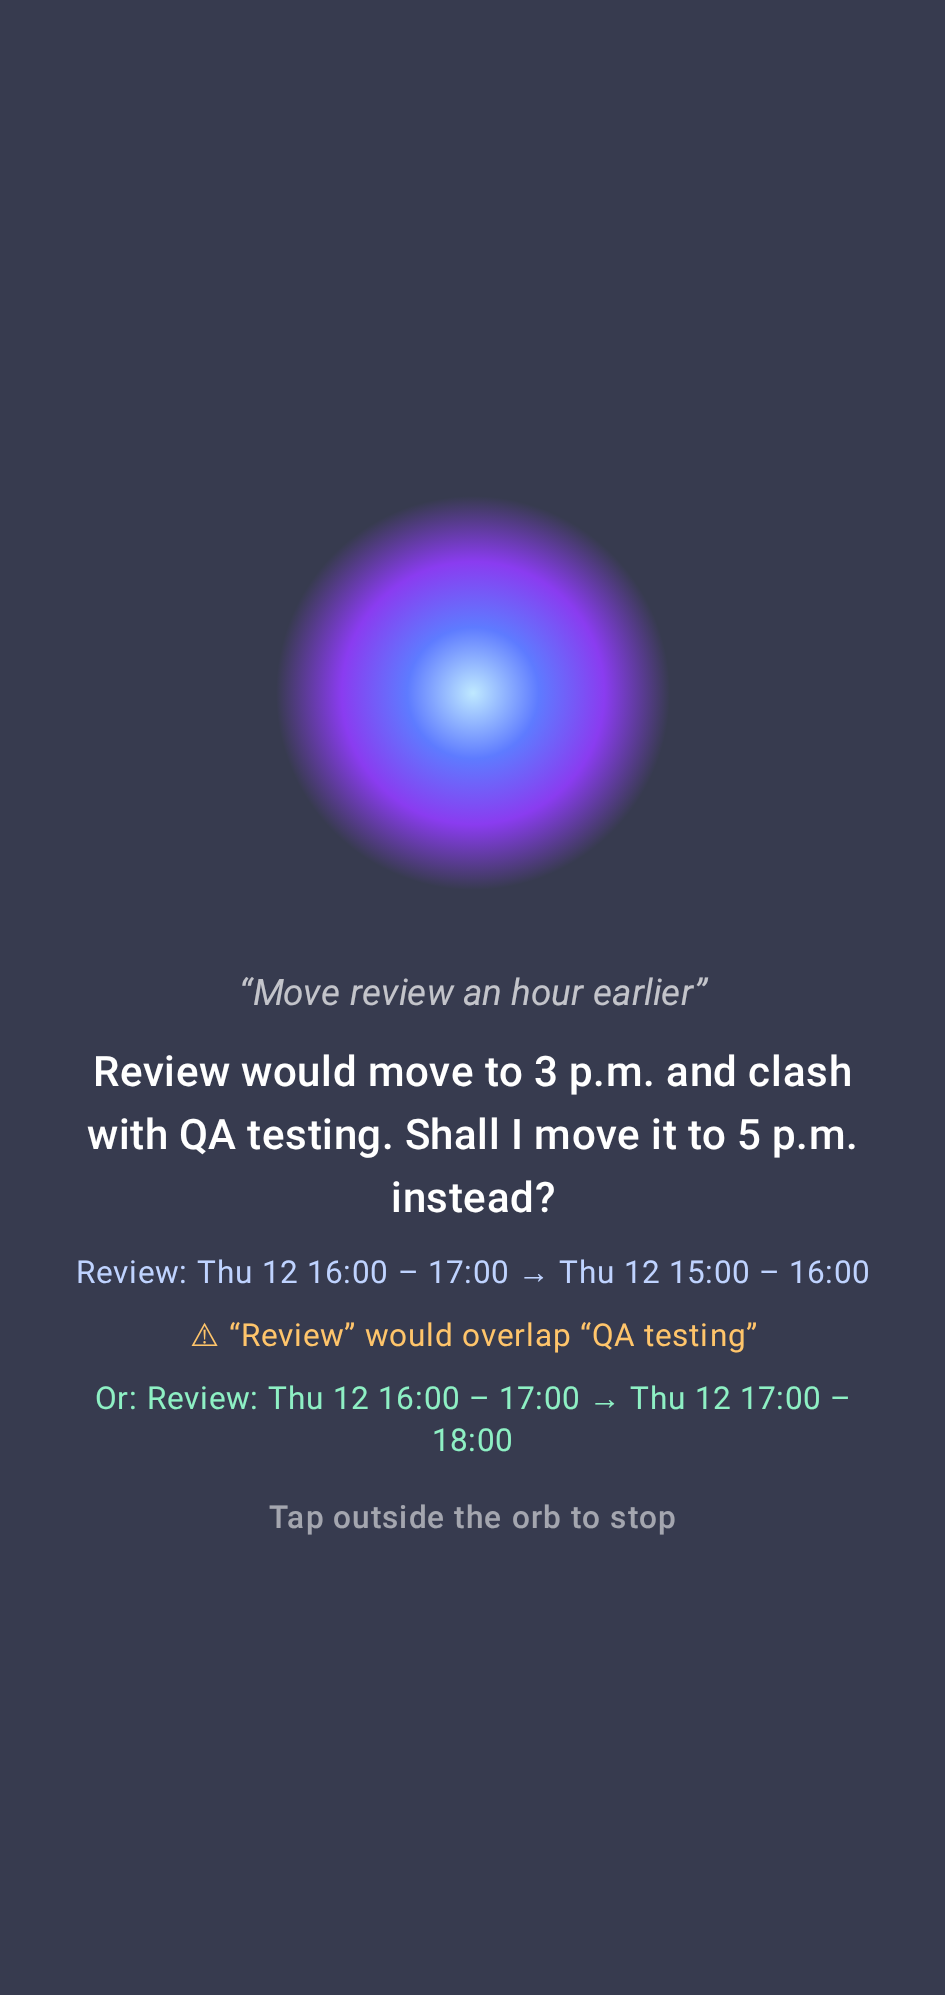 “Move review an hour earlier”
Review would move to 3 p.m. and clash
with QA testing. Shall I move it to 5 p.m.
instead?
Review: Thu 12 16:00 – 17:00 → Thu 12 15:00 – 16:00
⚠ “Review” would overlap “QA testing”
Or: Review: Thu 12 16:00 – 17:00 → Thu 12 17:00 –
18:00
Tap outside the orb to stop